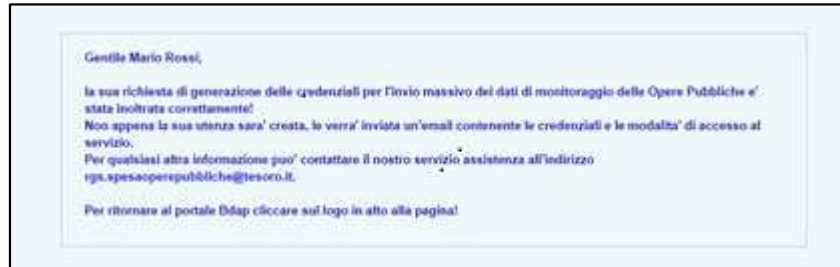 Gentile Mario Rossi,
la sua richiesta di generazione delle credenziali per l'invio massivo dei dati di monitoraggio delle Opere Pubbliche e'
stata inoltrata correttamente!
Non appena la sua utenza sara' creata, le verra' inviata un'email contenente le credenziali e le modalita' di accesso al
servizio.
Per qualsiasi altra informazione puo' contattare il nostro servizio assistenza all'indirizzo
rgs.spesaoperepubbliche@tesoro.it.
Per ritornare al portale Bdap cliccare sul logo in alto alla pagina!